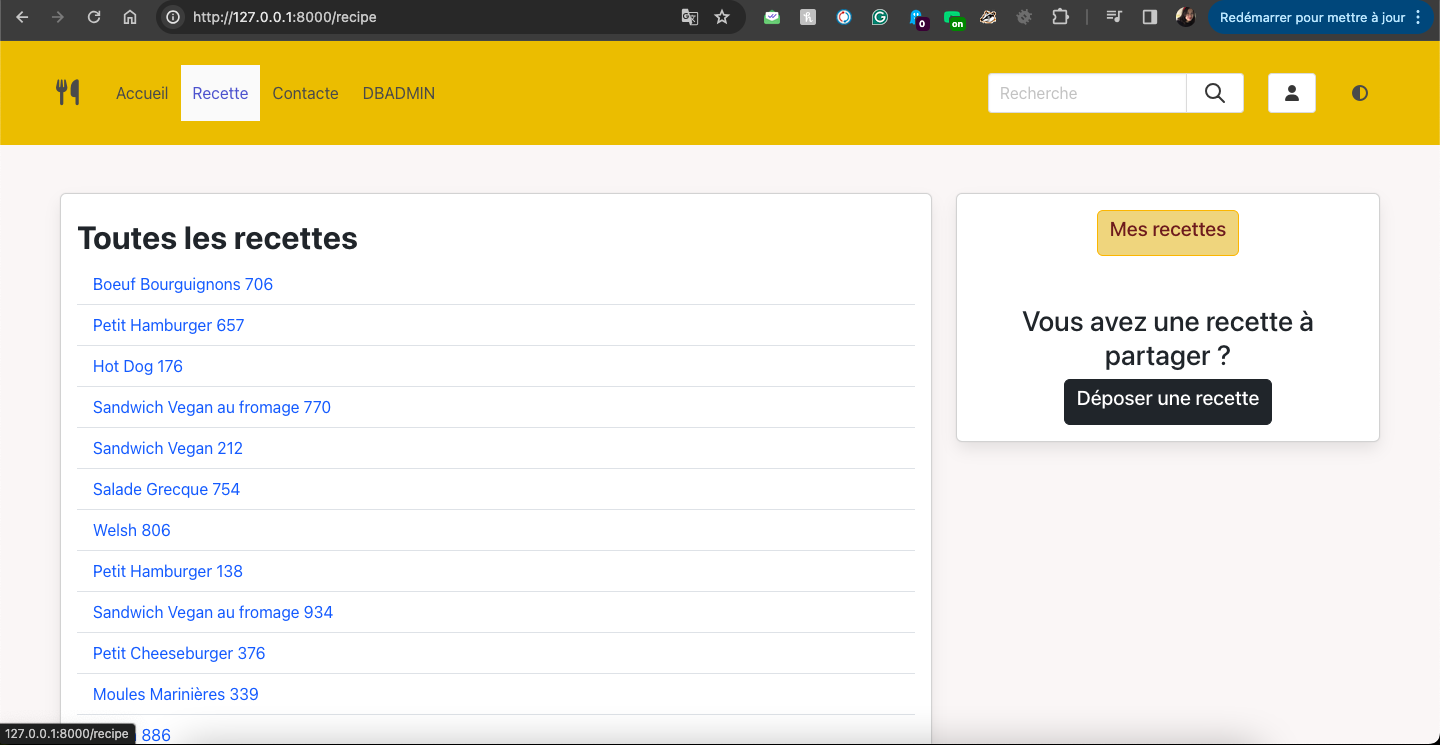 http://127.0.0.1:8000/recipe
0
on
Redémarrer pour mettre à jour
Accueil
Recette
Contacte
DBADMIN
Recherche
Toutes les recettes
Boeuf Bourguignons 706
Petit Hamburger 657
Hot Dog 176
Sandwich Vegan au fromage 770
Sandwich Vegan 212
Salade Grecque 754
Welsh 806
Petit Hamburger 138
Sandwich Vegan au fromage 934
Petit Cheeseburger 376
Moules Marinières 339
886
Mes recettes
Vous avez une recette à
partager ?
Déposer une recette
127.0.0.1:8000/recipe